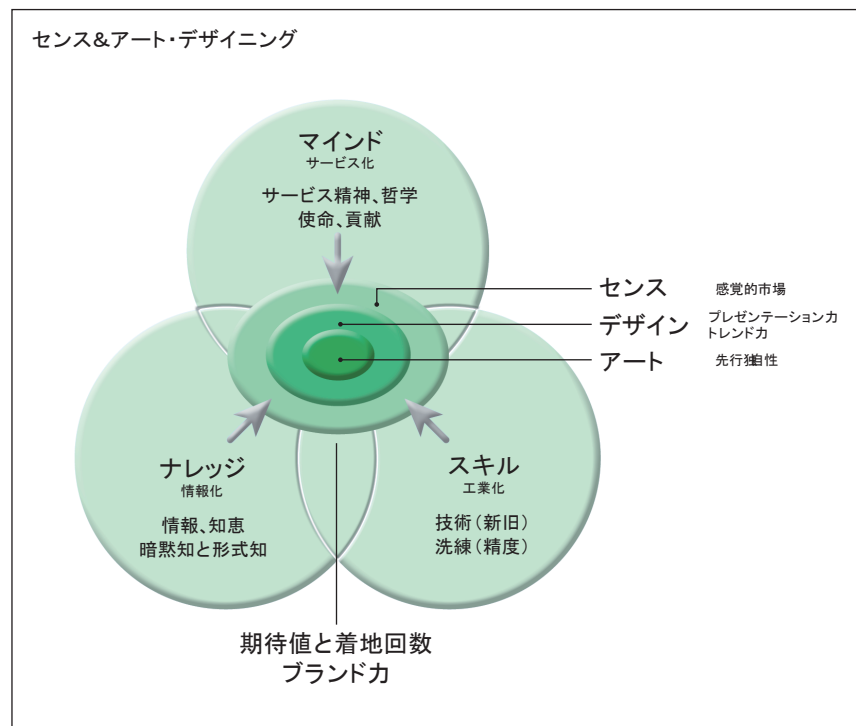 センス&アート・デザイニング
マインド
サービス化
サービス精神、哲学
使命、貢献
センス
感覚的市場
デザイン
プレゼンテーション力
トレンド力
アート
先行独自性
ナレッジ
情報化
情報、知恵
暗黙知と形式知
スキル
工業化
技術（新旧）
洗練（精度）
期待値と着地回数
ブランド力